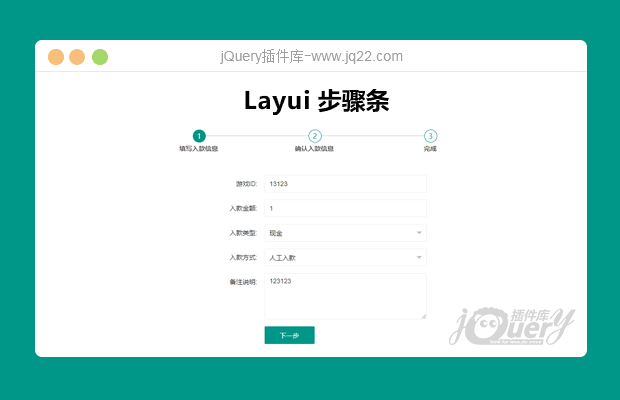 jQuery插件库-www.jq22.com
Layui 步骤条
1 2 3
填写入款信息 确认入款信息 完成
游戏ID: 13123
入款金额: 1
入款类型: 现金
入款方式: 人工入款
备注说明: 123123
下一步
插件库
jQuery